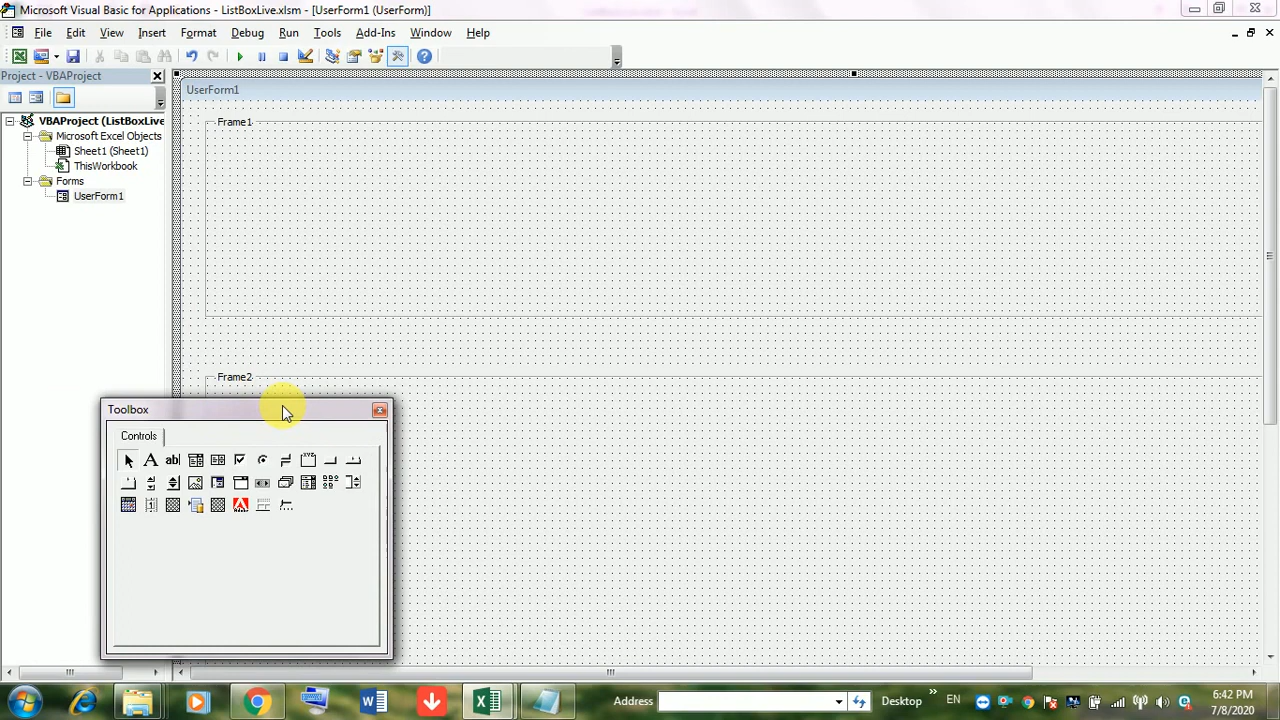 Microsoft Visual Basic for Applications - ListBoxLive.xlsm - [UserForm1 (UserForm)]
File Edit View Insert Format Debug Run Tools Add-Ins Window Help
Project - VBAProject
UserForm1
VBAProject (ListBoxLive
Microsoft Excel Objects
Sheet1 (Sheet1)
ThisWorkbook
Forms
UserForm1
Frame1
Frame2
Toolbox
Controls
ab|
XYZ
Address
Desktop
EN
6:42 PM
7/8/2020